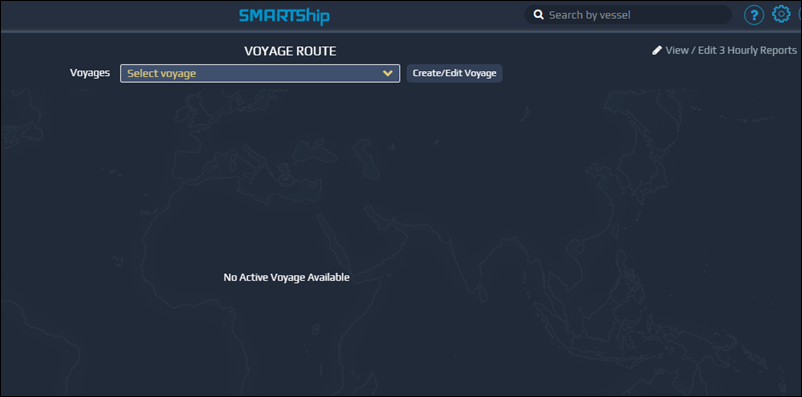 SMARTShip
Search by vessel
?
VOYAGE ROUTE
View / Edit 3 Hourly Reports
Voyages
Select voyage
Create/Edit Voyage
No Active Voyage Available